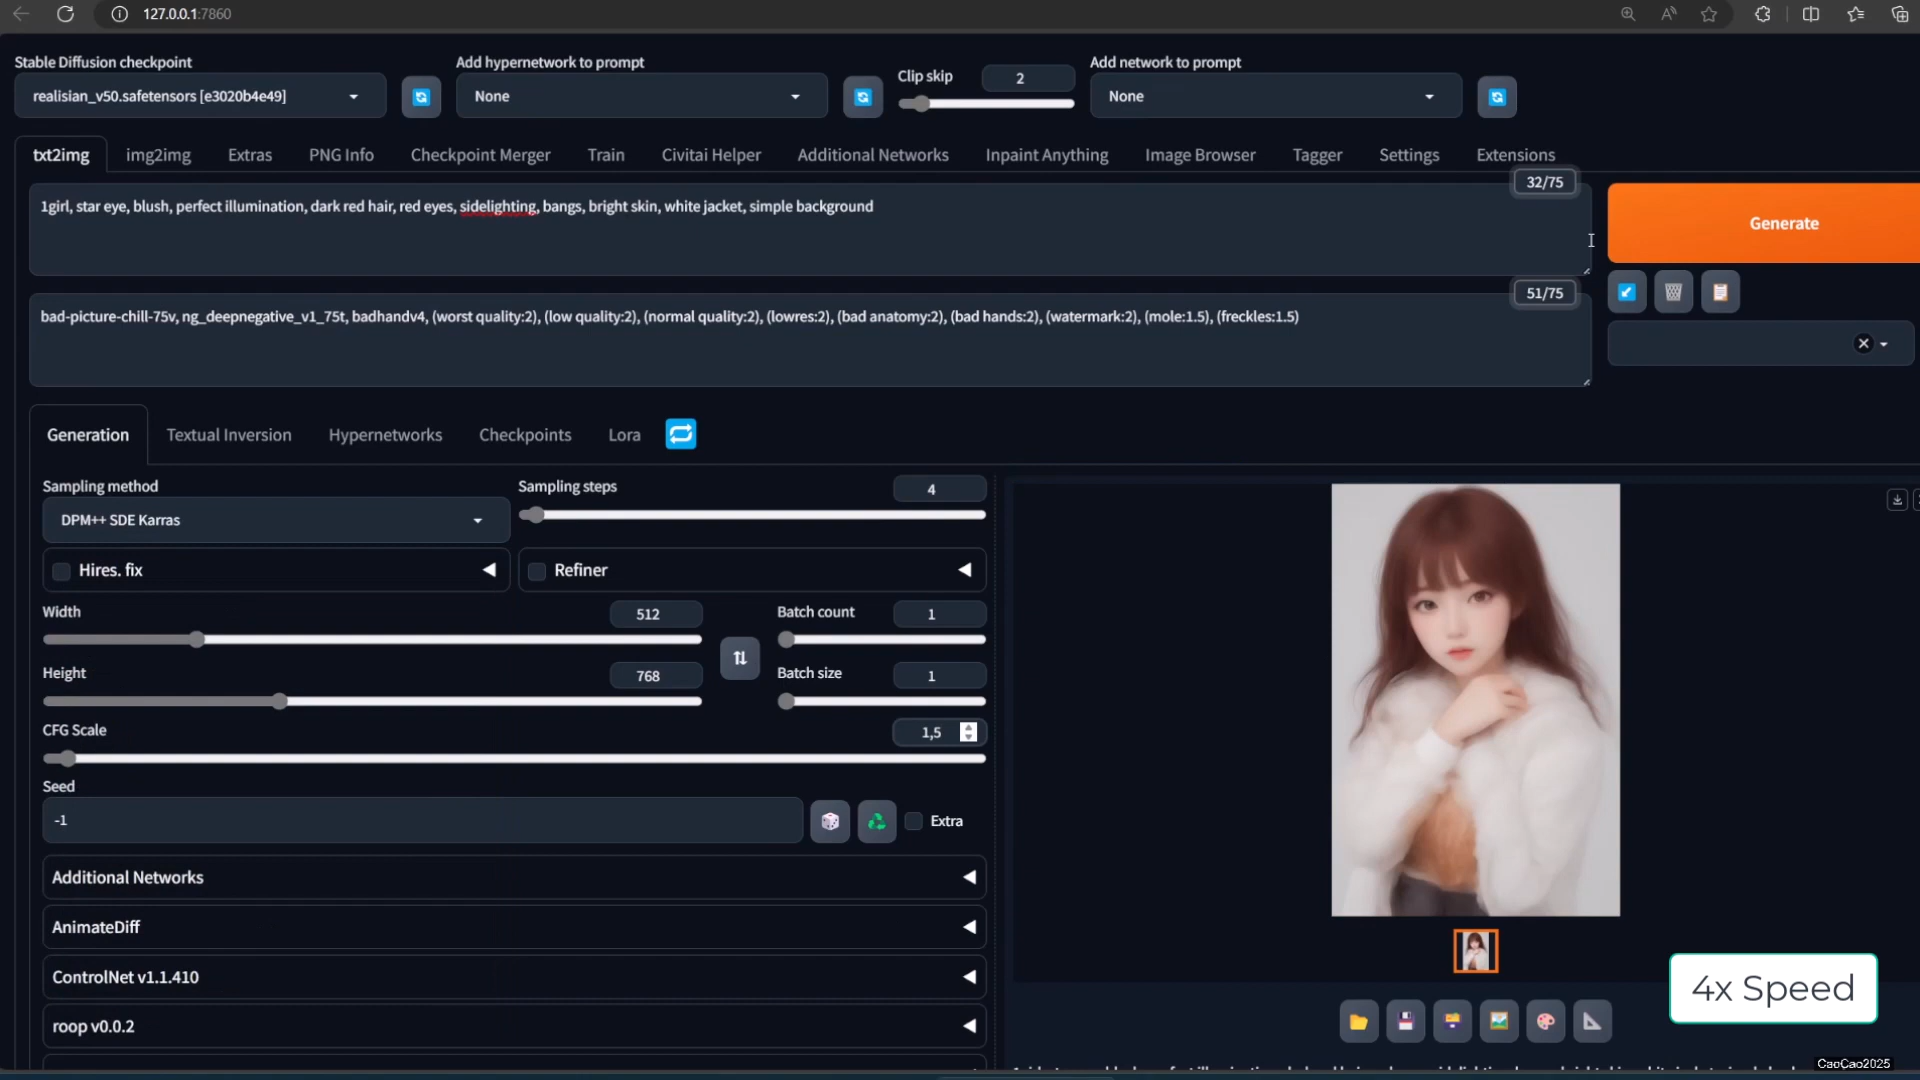 127.0.0.1:7860
Stable Diffusion checkpoint
Add hypernetwork to prompt
Clip skip
2
Add network to prompt
realisian_v50.safetensors [e3020b4e49]
None
None
txt2img
img2img
Extras
PNG Info
Checkpoint Merger
Train
Civitai Helper
Additional Networks
Inpaint Anything
Image Browser
Tagger
Settings
Extensions
32/75
1girl, star eye, blush, perfect illumination, dark red hair, red eyes, sidelighting, bangs, bright skin, white jacket, simple background
Generate
51/75
bad-picture-chill-75v, ng_deepnegative_v1_75t, badhandv4, (worst quality:2), (low quality:2), (normal quality:2), (lowres:2), (bad anatomy:2), (bad hands:2), (watermark:2), (mole:1.5), (freckles:1.5)
Generation
Textual Inversion
Hypernetworks
Checkpoints
Lora
Sampling method
Sampling steps
4
DPM++ SDE Karras
Hires. fix
Refiner
Width
512
Batch count
1
Height
768
Batch size
1
CFG Scale
1,5
Seed
-1
Extra
Additional Networks
AnimateDiff
ControlNet v1.1.410
roop v0.0.2
4x Speed
CaoCao2025